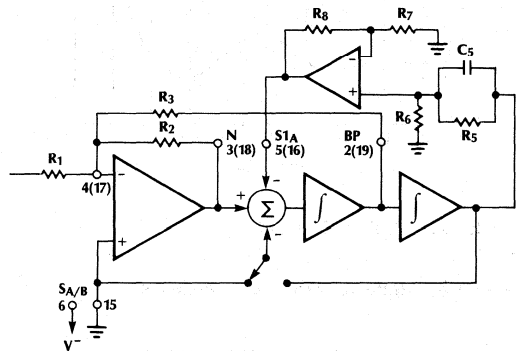 R8
R7
C5
R3
R6
R5
R2
N
3(18)
S1A
5(16)
BP
2(19)
R1
4(17)
−
+
−
+
+
−
Σ
−
∫
∫
SA/B
6
15
V−